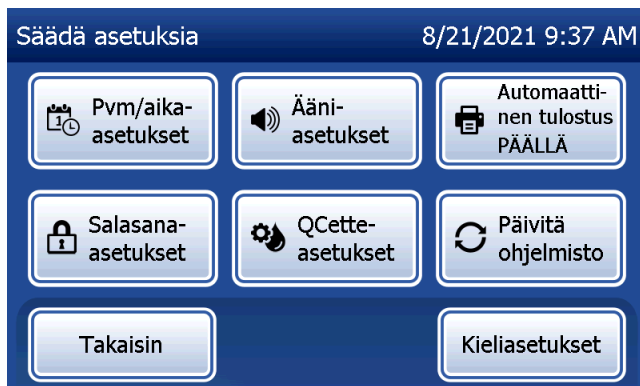 Säädä asetuksia
8/21/2021 9:37 AM
Pvm/aika-
asetukset
Ääni-
asetukset
Automaatti-
nen tulostus
PÄÄLLÄ
Salasana-
asetukset
QCette-
asetukset
Päivitä
ohjelmisto
Takaisin
Kieliasetukset